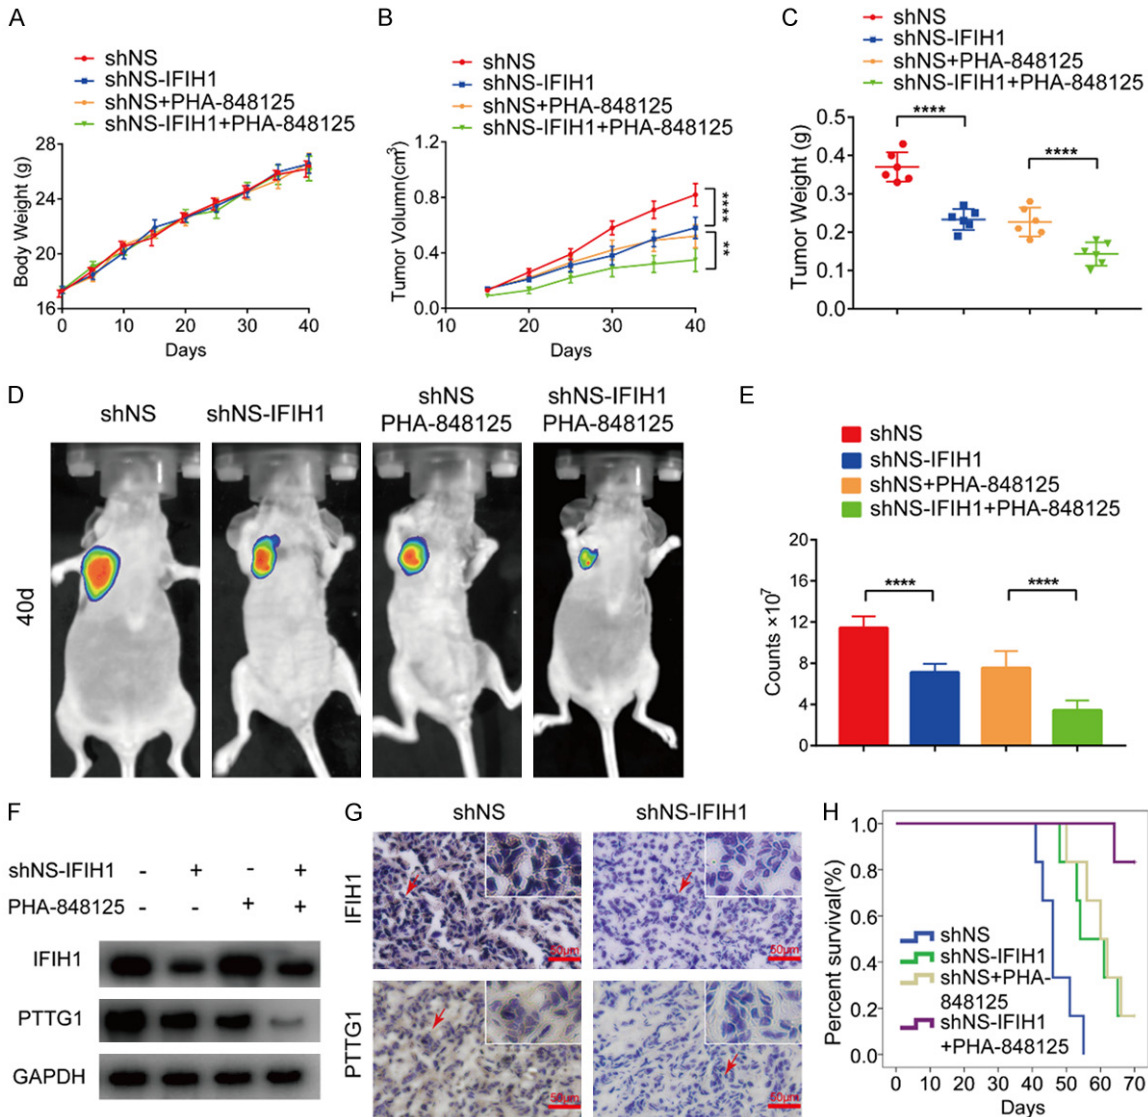 A
shNS
shNS-IFIH1
shNS+PHA-848125
shNS-IFIH1+PHA-848125
Body Weight (g)
28
24
20
16
0
10
20
30
40
Days
B
shNS
shNS-IFIH1
shNS+PHA-848125
shNS-IFIH1+PHA-848125
Tumor Volumn(cm³)
1.2
0.8
0.4
0.0
10
20
30
40
Days
****
**
C
shNS
shNS-IFIH1
shNS+PHA-848125
shNS-IFIH1+PHA-848125
Tumor Weight (g)
0.5
0.4
0.3
0.2
0.1
0.0
****
****
D
shNS
shNS-IFIH1
shNS
PHA-848125
shNS-IFIH1
PHA-848125
40d
E
shNS
shNS-IFIH1
shNS+PHA-848125
shNS-IFIH1+PHA-848125
Counts ×10⁷
20
16
12
8
4
0
****
****
F
shNS-IFIH1 - + - +
PHA-848125 - - + +
IFIH1
PTTG1
GAPDH
G
shNS
shNS-IFIH1
IFIH1
50μm
50μm
PTTG1
50μm
50μm
H
Percent survival(%)
1.0
0.8
0.6
0.4
0.2
0.0
shNS
shNS-IFIH1
shNS+PHA-
848125
shNS-IFIH1
+PHA-848125
0 10 20 30 40 50 60 70
Days